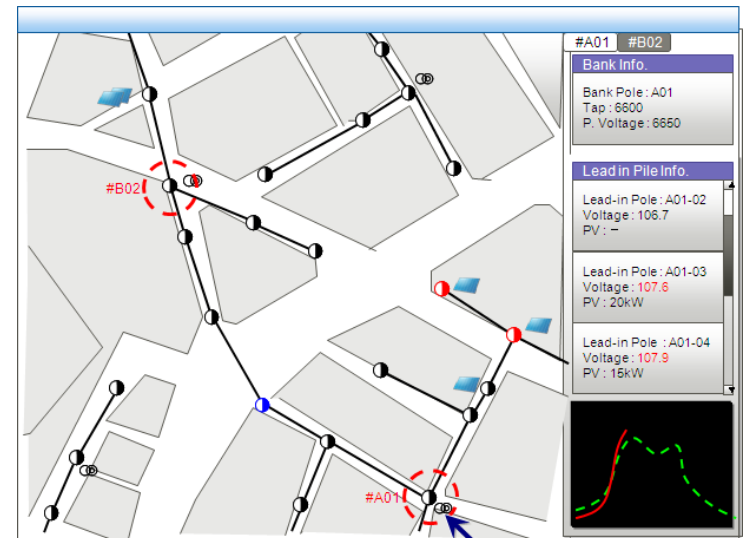 #A01 #B02
Bank Info.
Bank Pole : A01
Tap : 6600
P. Voltage : 6650
Lead in Pile Info.
Lead-in Pole : A01-02
Voltage : 106.7
PV : –
Lead-in Pole : A01-03
Voltage : 107.6
PV : 20kW
Lead-in Pole : A01-04
Voltage : 107.9
PV : 15kW
#B02
#A01